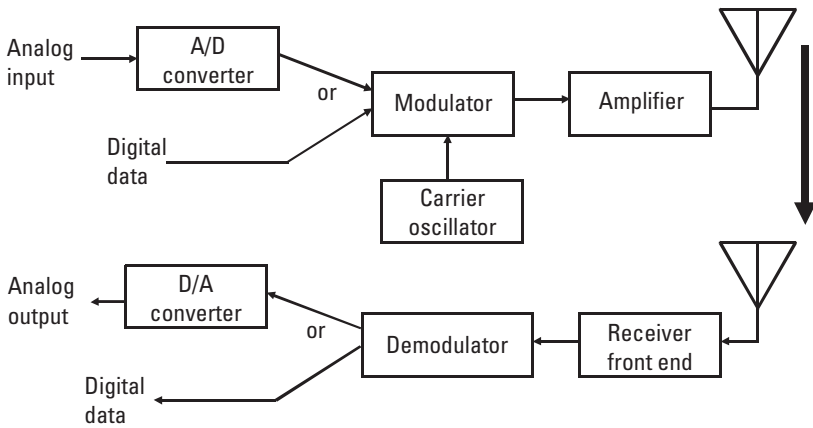 Analog
input
A/D
converter
or
Digital
data
Modulator
Amplifier
Carrier
oscillator
Analog
output
D/A
converter
or
Digital
data
Demodulator
Receiver
front end